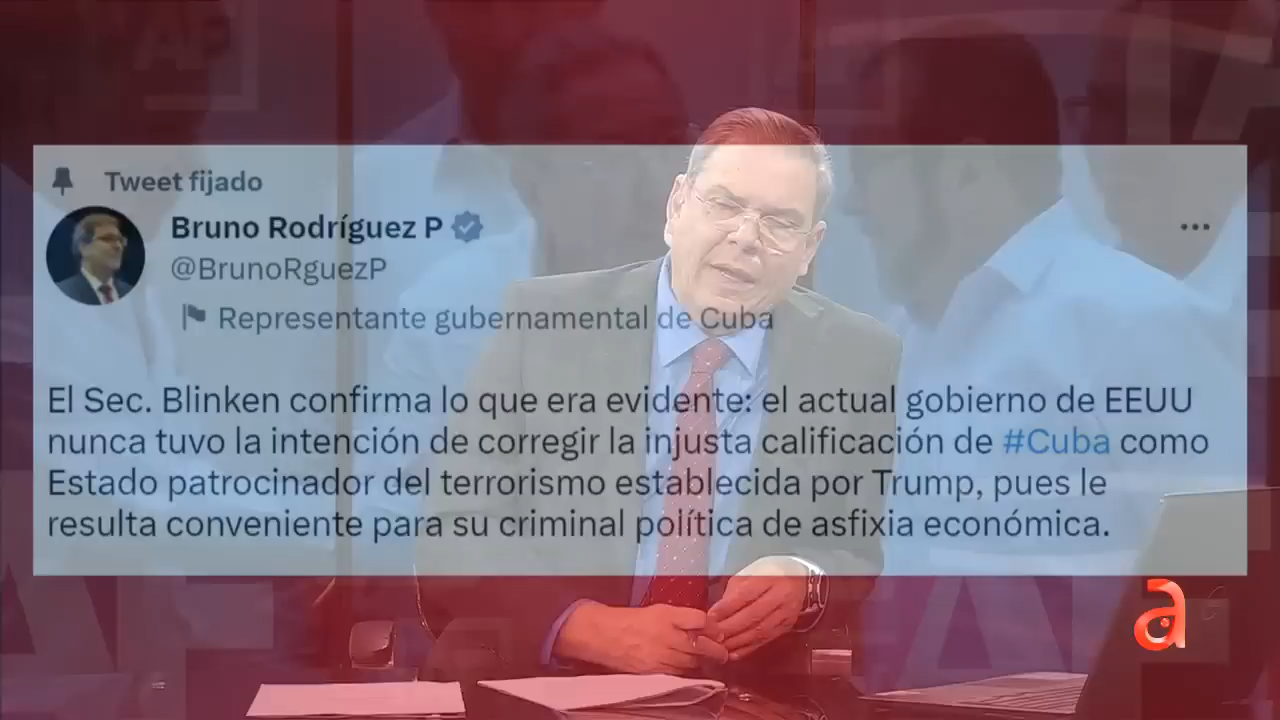 Tweet fijado
Bruno Rodríguez P
@BrunoRguezP
Representante gubernamental de Cuba
El Sec. Blinken confirma lo que era evidente: el actual gobierno de EEUU
nunca tuvo la intención de corregir la injusta calificación de #Cuba como
Estado patrocinador del terrorismo establecida por Trump, pues le
resulta conveniente para su criminal política de asfixia económica.
a